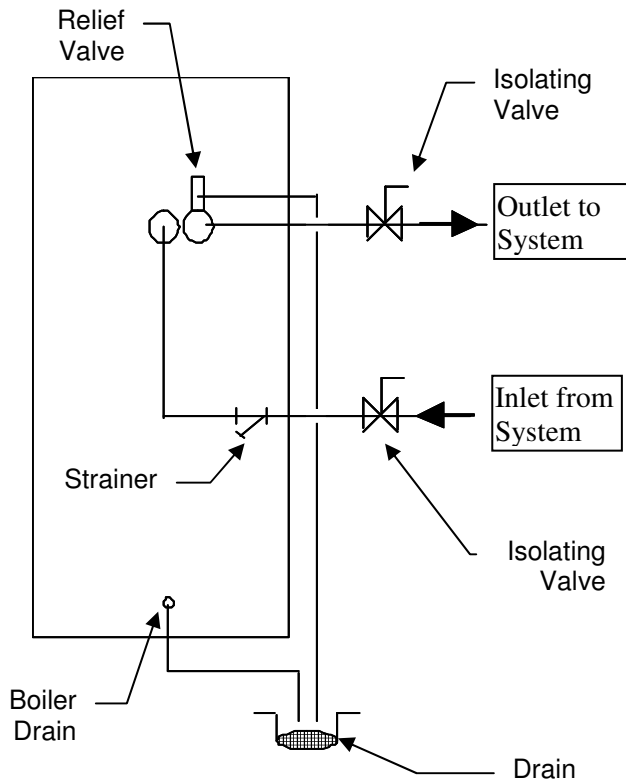 Relief
Valve
Isolating
Valve
Outlet to
System
Inlet from
System
Strainer
Isolating
Valve
Boiler
Drain
Drain